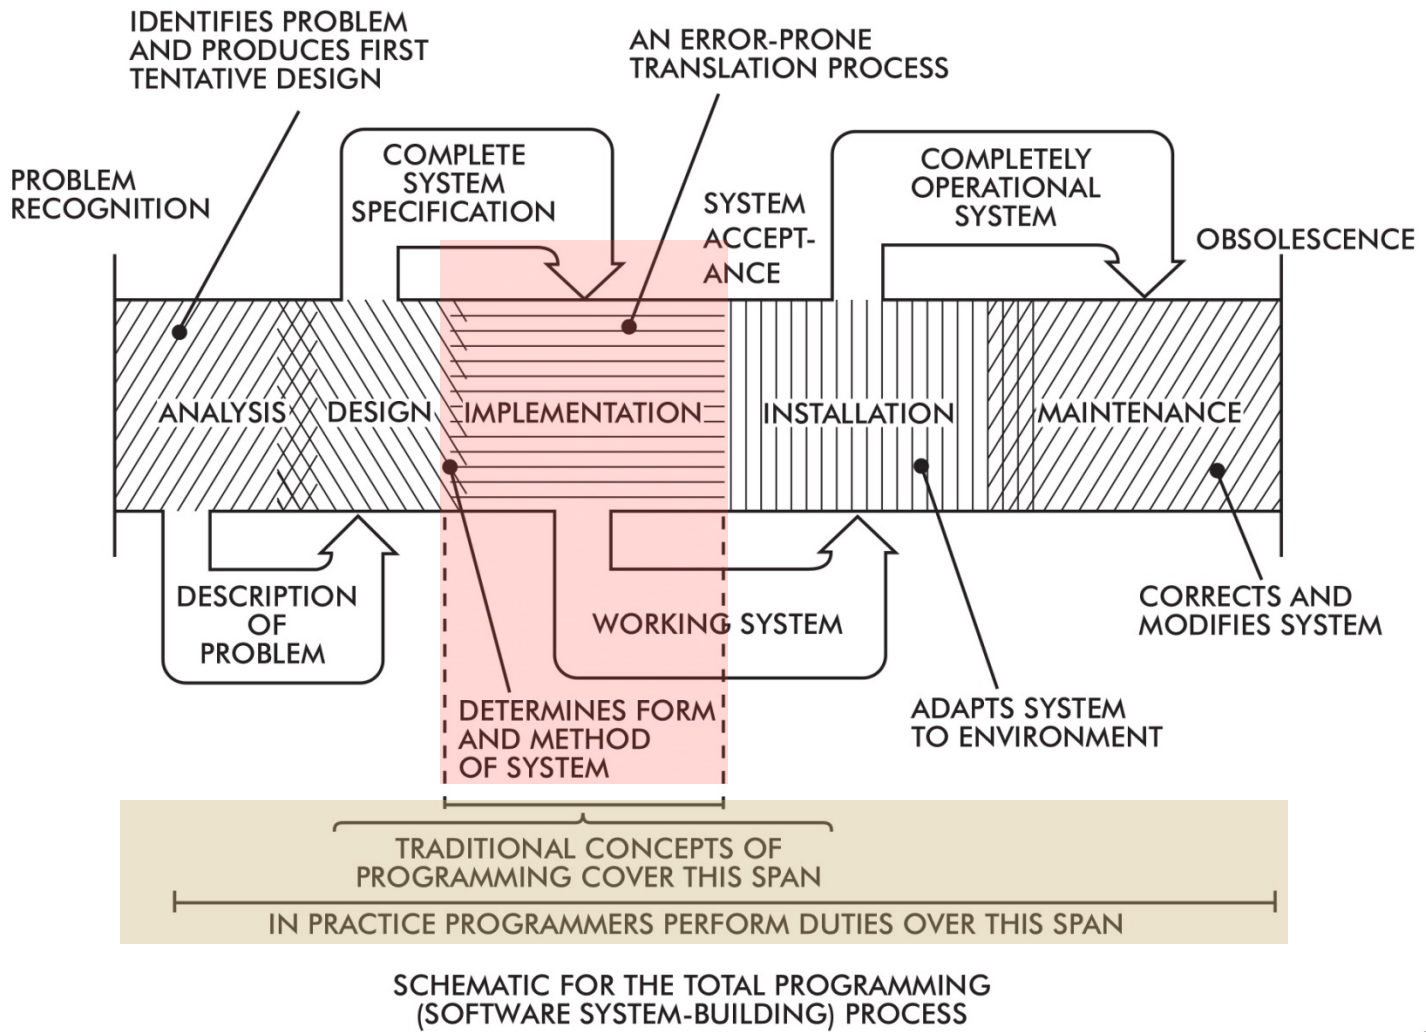 IDENTIFIES PROBLEM
AND PRODUCES FIRST
TENTATIVE DESIGN
AN ERROR-PRONE
TRANSLATION PROCESS
PROBLEM
RECOGNITION
COMPLETE
SYSTEM
SPECIFICATION
SYSTEM
ACCEPT-
ANCE
COMPLETELY
OPERATIONAL
SYSTEM
OBSOLESCENCE
ANALYSIS
DESIGN
IMPLEMENTATION
INSTALLATION
MAINTENANCE
DESCRIPTION
OF
PROBLEM
WORKING SYSTEM
CORRECTS AND
MODIFIES SYSTEM
DETERMINES FORM
AND METHOD
OF SYSTEM
ADAPTS SYSTEM
TO ENVIRONMENT
TRADITIONAL CONCEPTS OF
PROGRAMMING COVER THIS SPAN
IN PRACTICE PROGRAMMERS PERFORM DUTIES OVER THIS SPAN
SCHEMATIC FOR THE TOTAL PROGRAMMING
(SOFTWARE SYSTEM-BUILDING) PROCESS